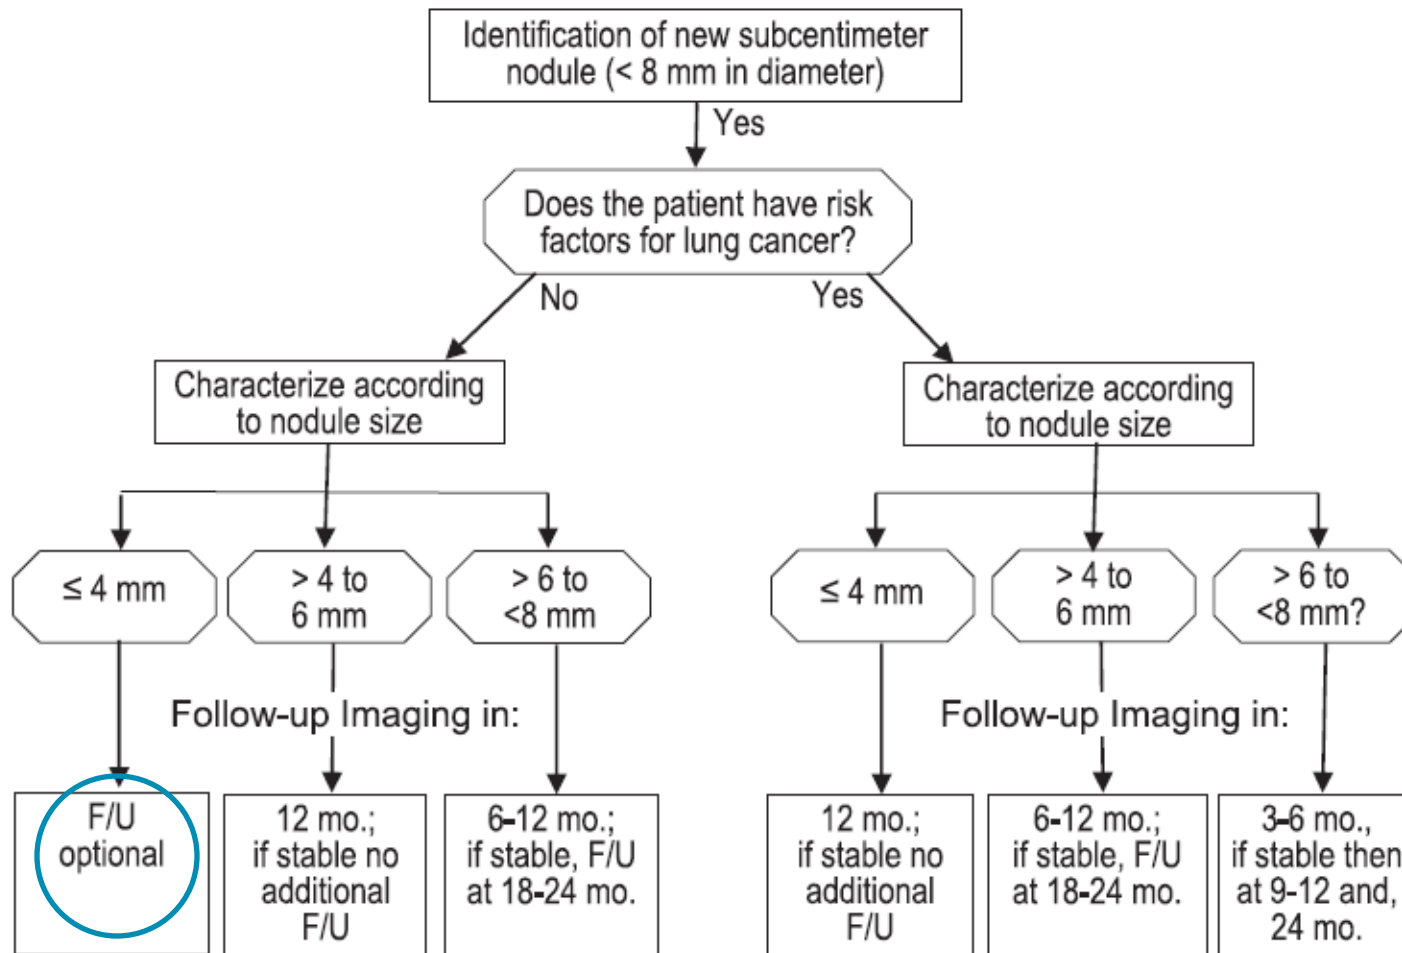 Identification of new subcentimeter
nodule (< 8 mm in diameter)
Yes
Does the patient have risk
factors for lung cancer?
No
Yes
Characterize according
to nodule size
Characterize according
to nodule size
≤ 4 mm
> 4 to
6 mm
> 6 to
<8 mm
≤ 4 mm
> 4 to
6 mm
> 6 to
<8 mm?
Follow-up Imaging in:
Follow-up Imaging in:
F/U
optional
12 mo.;
if stable no
additional
F/U
6-12 mo.;
if stable, F/U
at 18-24 mo.
12 mo.;
if stable no
additional
F/U
6-12 mo.;
if stable, F/U
at 18-24 mo.
3-6 mo.,
if stable then
at 9-12 and,
24 mo.